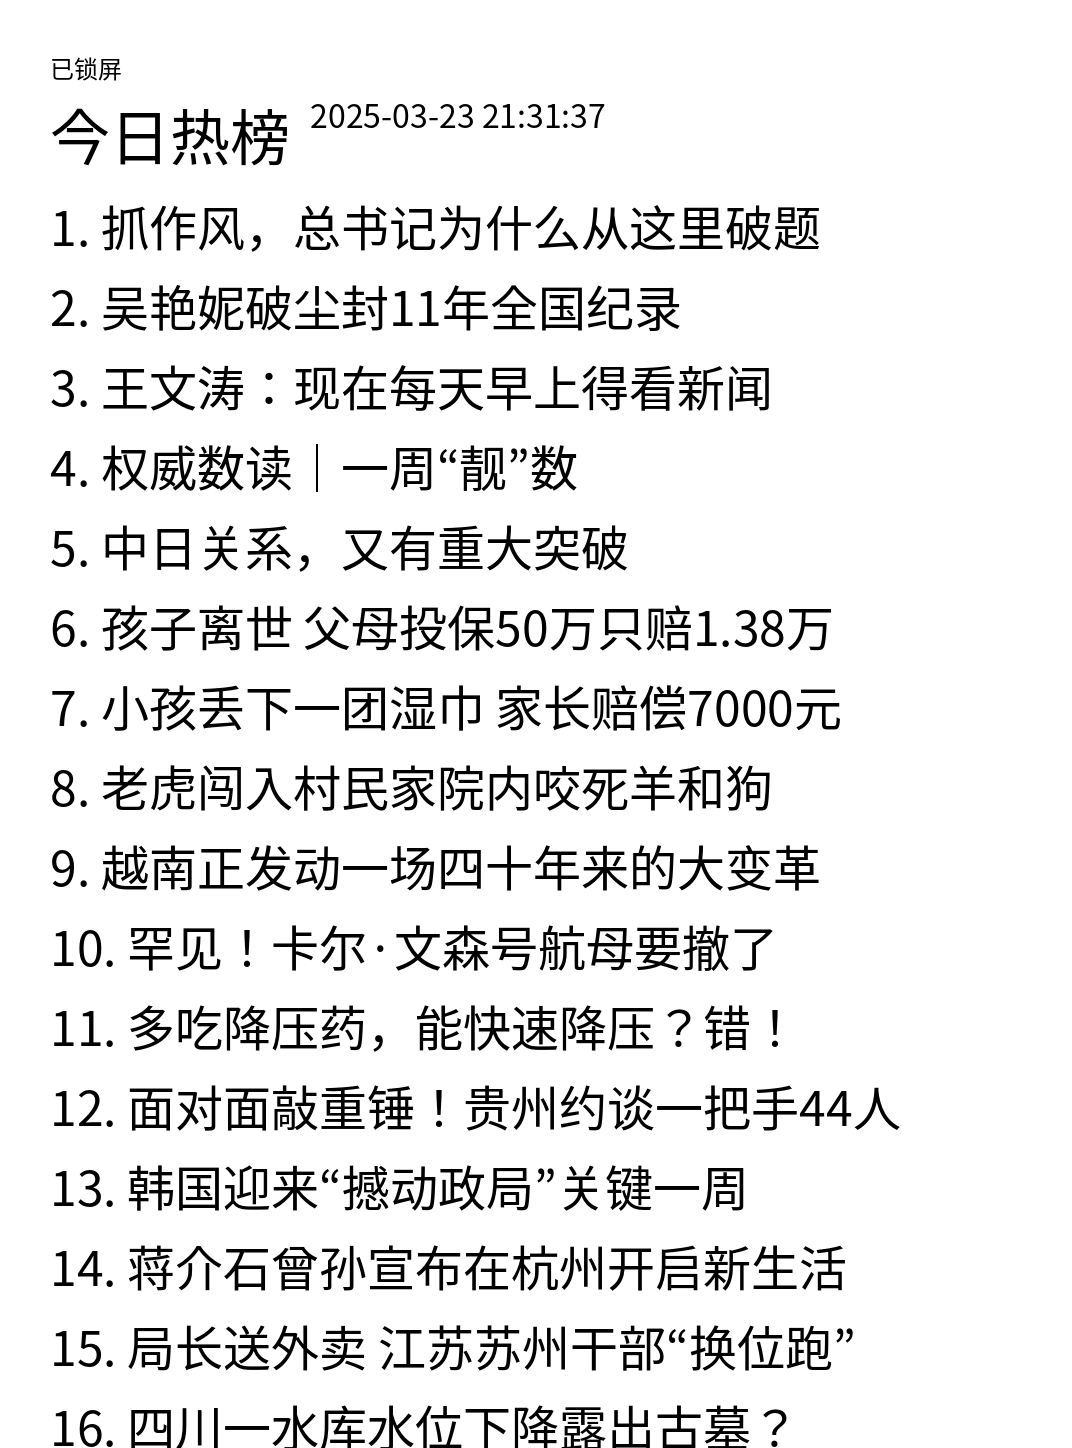 已锁屏
今日热榜 2025-03-23 21:31:37
1. 抓作风，总书记为什么从这里破题
2. 吴艳妮破尘封11年全国纪录
3. 王文涛：现在每天早上得看新闻
4. 权威数读｜一周“靓”数
5. 中日关系，又有重大突破
6. 孩子离世 父母投保50万只赔1.38万
7. 小孩丢下一团湿巾 家长赔偿7000元
8. 老虎闯入村民家院内咬死羊和狗
9. 越南正发动一场四十年来的大变革
10. 罕见！卡尔·文森号航母要撤了
11. 多吃降压药，能快速降压？错！
12. 面对面敲重锤！贵州约谈一把手44人
13. 韩国迎来“撼动政局”关键一周
14. 蒋介石曾孙宣布在杭州开启新生活
15. 局长送外卖 江苏苏州干部“换位跑”
16. 四川一水库水位下降露出古墓？